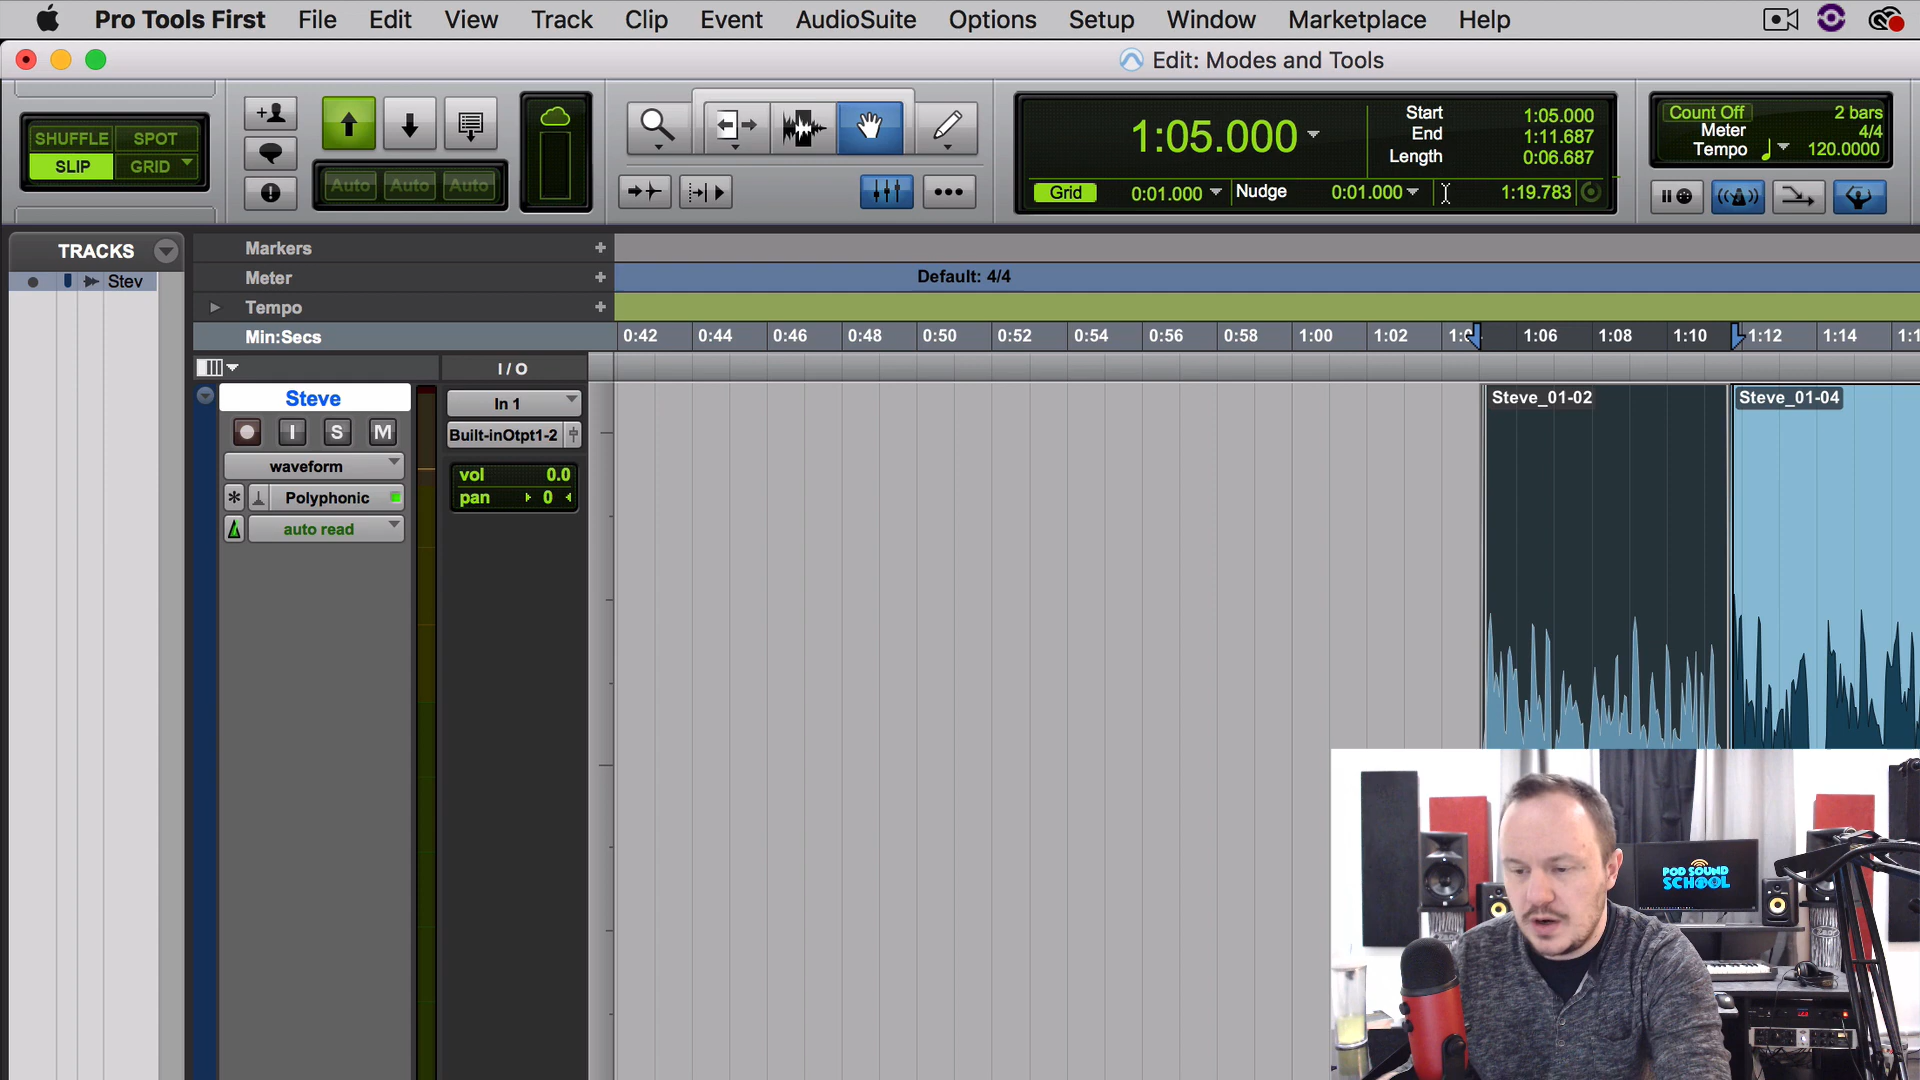 Pro Tools First File Edit View Track Clip Event AudioSuite Options Setup Window Marketplace Help
Edit: Modes and Tools
SHUFFLE SPOT
SLIP GRID
Auto Auto Auto
1:05.000
Start 1:05.000
End 1:11.687
Length 0:06.687
Grid 0:01.000 Nudge 0:01.000 1:19.783
Count Off 2 bars
Meter 4/4
Tempo 120.0000
TRACKS
Stev
Markers
Meter
Default: 4/4
Tempo
Min:Secs
0:42 0:44 0:46 0:48 0:50 0:52 0:54 0:56 0:58 1:00 1:02 1:06 1:08 1:10 1:12 1:14
I / O
Steve
I S M
waveform
Polyphonic
auto read
In 1
Built-inOtpt1-2
vol 0.0
pan 0
Steve_01-02
Steve_01-04
POD SOUND
SCHOOL